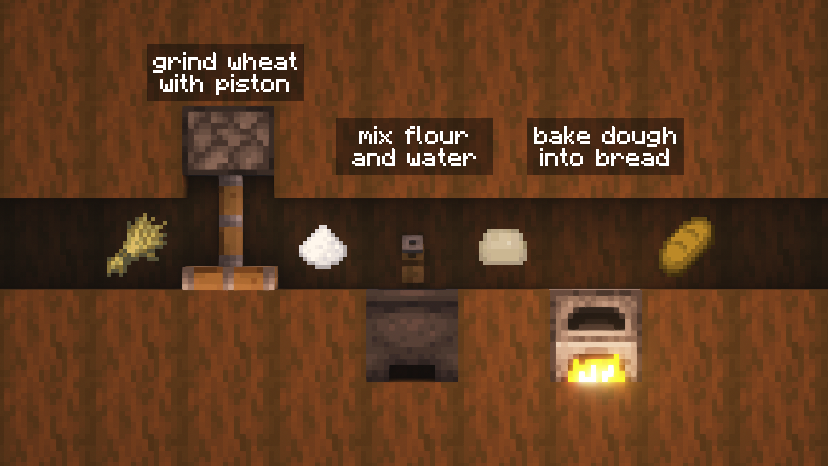 grind wheat
with piston
mix flour
and water
bake dough
into bread